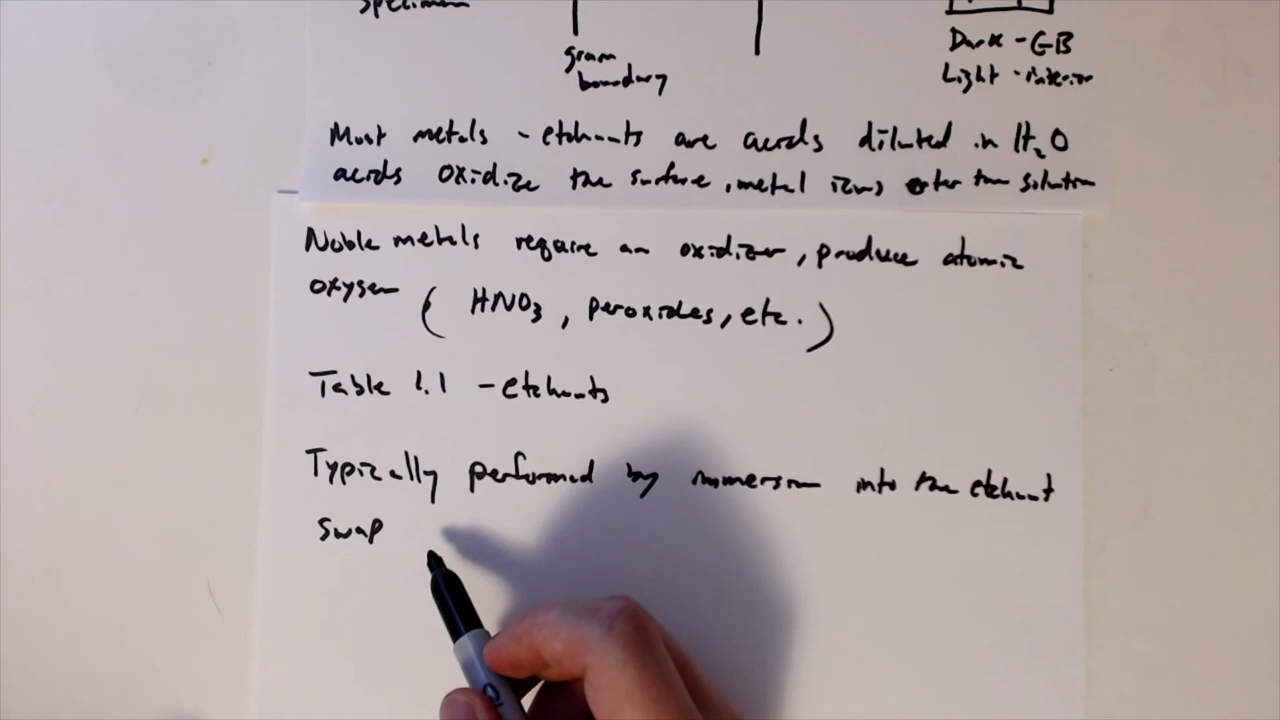 Specimen
grain
boundary
Dark - GB
Light - interior
Most metals - etchants are acids diluted in H₂O
acids oxidize the surface, metal ions enter the solution
Noble metals require an oxidizer, produce atomic
oxygen ( HNO₃, peroxides, etc. )
Table 1.1 - etchants
Typically performed by immersion into the etchant
Swap